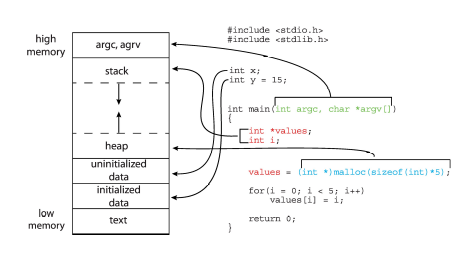 high
memory
argc, agrv
stack
heap
uninitialized
data
initialized
data
text
low
memory
#include <stdio.h>
#include <stdlib.h>
int x;
int y = 15;
int main(int argc, char *argv[])
{
int *values;
int i;
values = (int *)malloc(sizeof(int)*5);
for(i = 0; i < 5; i++)
values[i] = i;
return 0;
}